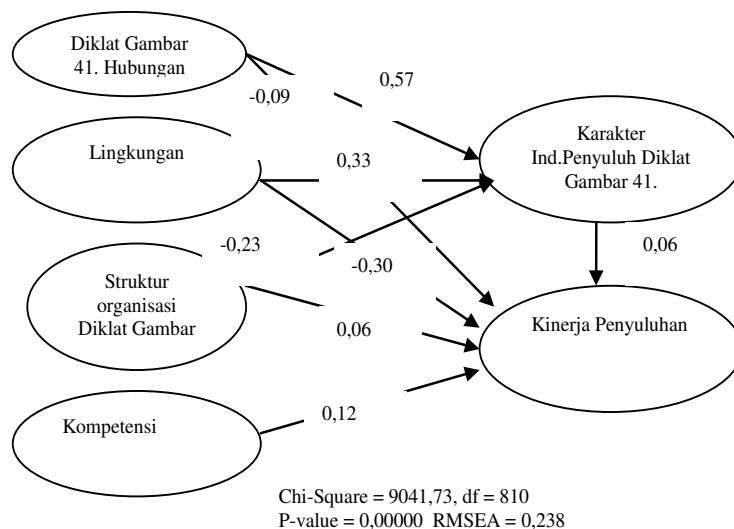 Diklat Gambar
41. Hubungan
-0,09
0,57
Lingkungan
0,33
Karakter
Ind.Penyuluh Diklat
Gambar 41.
-0,23
-0,30
0,06
Struktur
organisasi
Diklat Gambar
0,06
Kinerja Penyuluhan
Kompetensi
0,12
Chi-Square = 9041,73, df = 810
P-value = 0,00000 RMSEA = 0,238